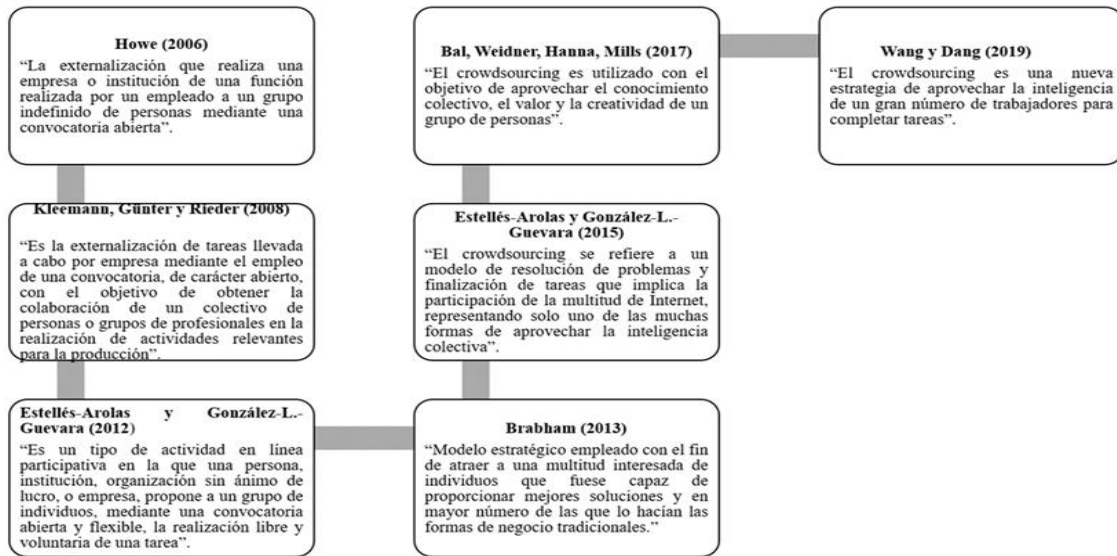 Howe (2006)
“La externalización que realiza una
empresa o institución de una función
realizada por un empleado a un grupo
indefinido de personas mediante una
convocatoria abierta”.
Kleemann, Günter y Rieder (2008)
“Es la externalización de tareas llevada
a cabo por empresa mediante el empleo
de una convocatoria, de carácter abierto,
con el objetivo de obtener la
colaboración de un colectivo de
personas o grupos de profesionales en la
realización de actividades relevantes
para la producción”.
Estellés-Arolas y González-L.-
Guevara (2012)
“Es un tipo de actividad en línea
participativa en la que una persona,
institución, organización sin ánimo de
lucro, o empresa, propone a un grupo de
individuos, mediante una convocatoria
abierta y flexible, la realización libre y
voluntaria de una tarea”.
Brabham (2013)
“Modelo estratégico empleado con el fin
de atraer a una multitud interesada de
individuos que fuese capaz de
proporcionar mejores soluciones y en
mayor número de las que lo hacían las
formas de negocio tradicionales.”
Estellés-Arolas y González-L.-
Guevara 2015)
“El crowdsourcing se refiere a un
modelo de resolución de problemas y
finalización de tareas que implica la
participación de la multitud de Internet,
representando solo uno de las muchas
formas de aprovechar la inteligencia
colectiva”.
Bal, Weidner, Hanna, Mills (2017)
“El crowdsourcing es utilizado con el
objetivo de aprovechar el conocimiento
colectivo, el valor y la creatividad de un
grupo de personas”.
Wang y Dang (2019)
“El crowdsourcing es una nueva
estrategia de aprovechar la inteligencia
de un gran número de trabajadores para
completar tareas”.